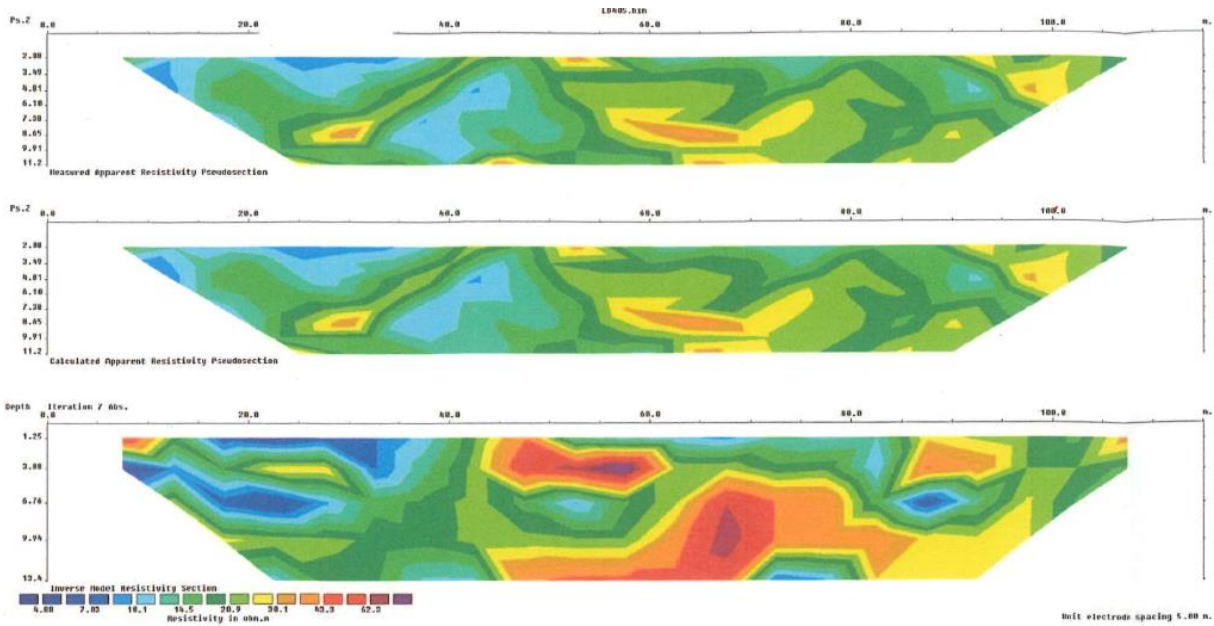 LD405.bin
Ps.Z 0.0 20.0 40.0 60.0 80.0 100.0 m.
2.00
3.49
4.81
6.10
7.38
8.65
9.91
11.2
Measured Apparent Resistivity Pseudosection
Ps.Z 0.0 20.0 40.0 60.0 80.0 100.0 m.
2.00
3.49
4.81
6.10
7.38
8.65
9.91
11.2
Calculated Apparent Resistivity Pseudosection
Depth Iteration 7 Abs.
0.0 20.0 40.0 60.0 80.0 100.0 m.
1.25
3.88
6.76
9.94
13.4
Inverse Model Resistivity Section
4.88 7.03 10.1 14.5 20.9 30.1 43.3 62.3
Resistivity in ohm.m
Unit electrode spacing 5.00 m.